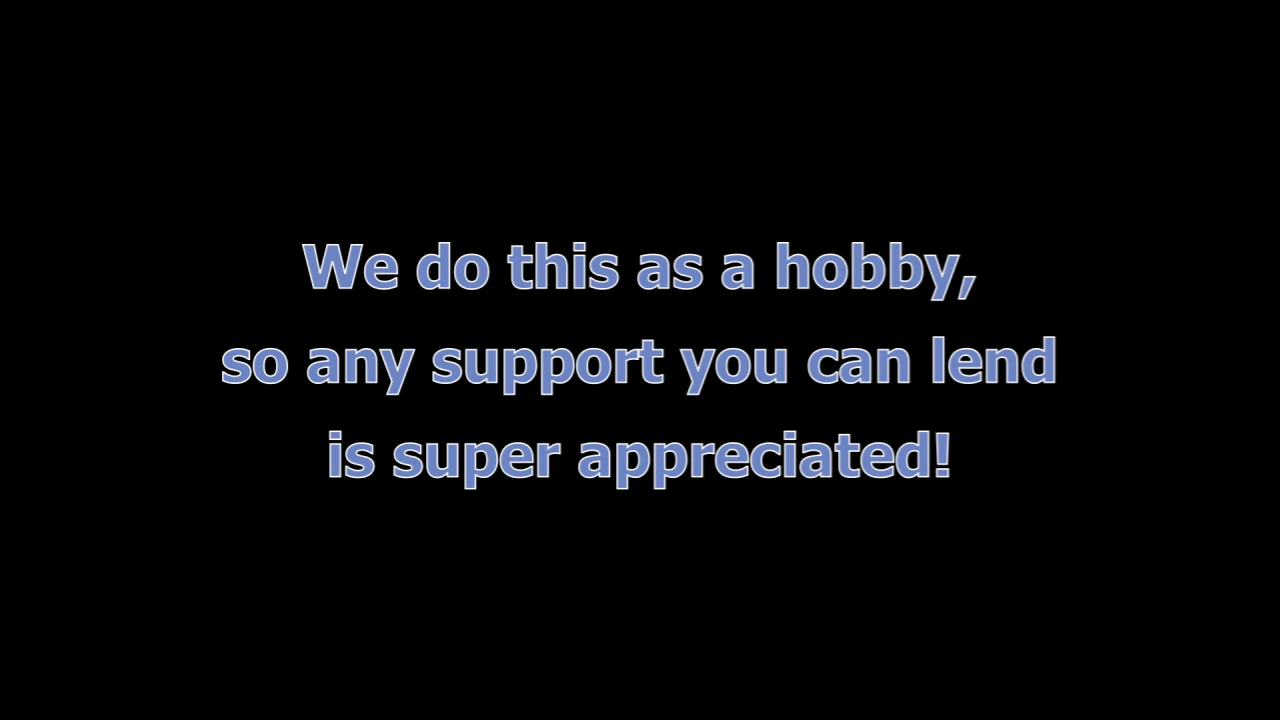 We do this as a hobby,
so any support you can lend
is super appreciated!